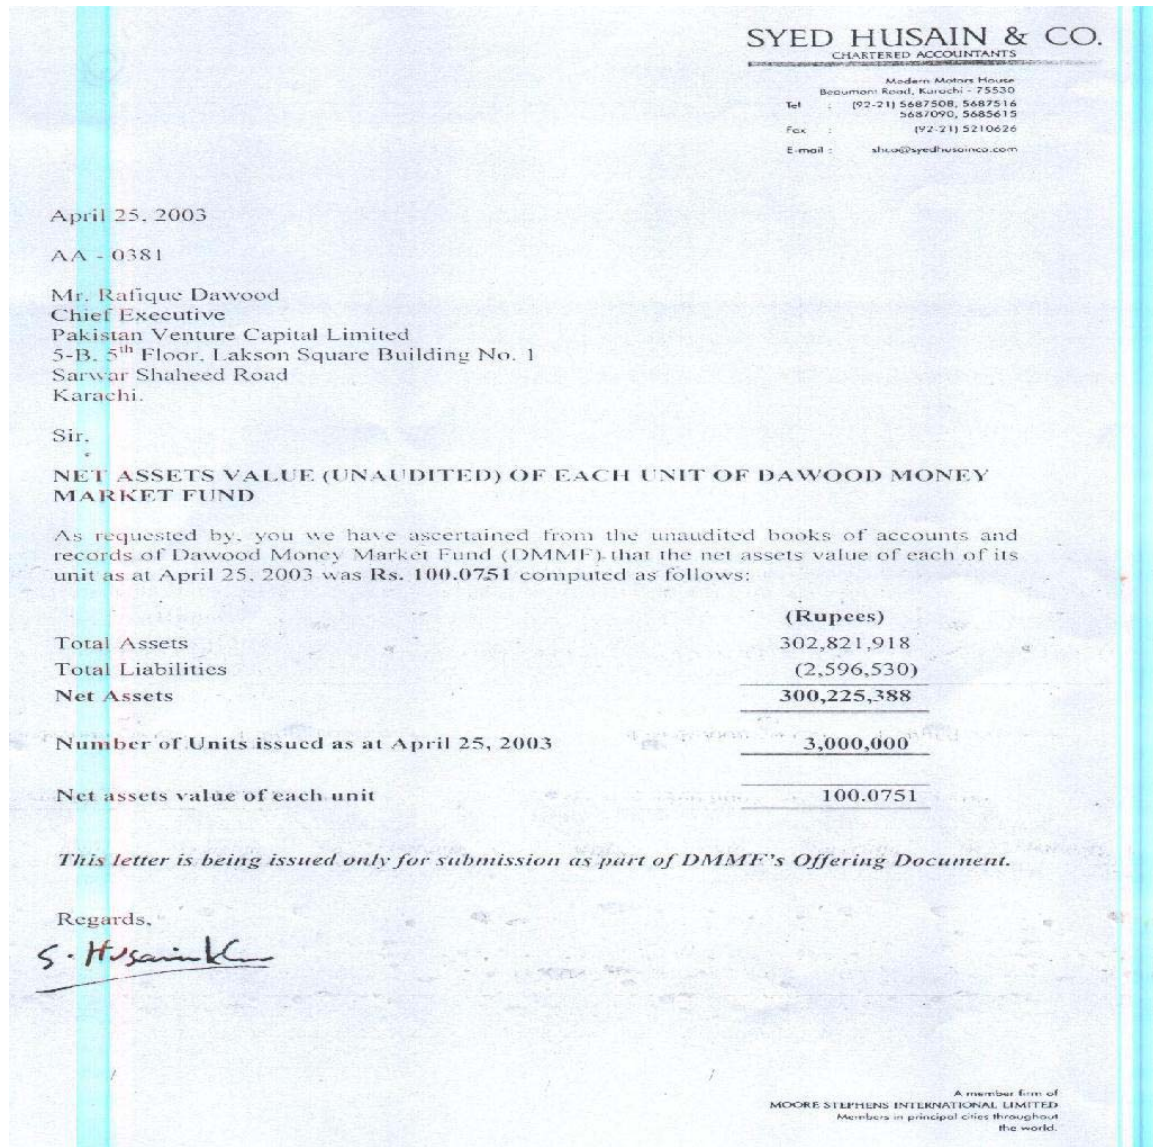 SYED HUSAIN & CO.
CHARTERED ACCOUNTANTS
Modern Motors House
Beaumont Road, Karachi - 75530
Tel : (92-21) 5687508, 5687516
5687090, 5685615
Fax : (92-21) 5210626
E-mail : shco@syedhusainco.com
April 25, 2003
AA - 0381
Mr. Rafique Dawood
Chief Executive
Pakistan Venture Capital Limited
5-B, 5th Floor, Lakson Square Building No. 1
Sarwar Shaheed Road
Karachi.
Sir,
NET ASSETS VALUE (UNAUDITED) OF EACH UNIT OF DAWOOD MONEY
MARKET FUND
As requested by, you we have ascertained from the unaudited books of accounts and
records of Dawood Money Market Fund (DMMF) that the net assets value of each of its
unit as at April 25, 2003 was Rs. 100.0751 computed as follows:
(Rupees)
Total Assets 302,821,918
Total Liabilities (2,596,530)
Net Assets 300,225,388
Number of Units issued as at April 25, 2003 3,000,000
Net assets value of each unit 100.0751
This letter is being issued only for submission as part of DMMF's Offering Document.
Regards,
S. Husain
A member firm of
MOORE STEPHENS INTERNATIONAL LIMITED
Members in principal cities throughout
the world.